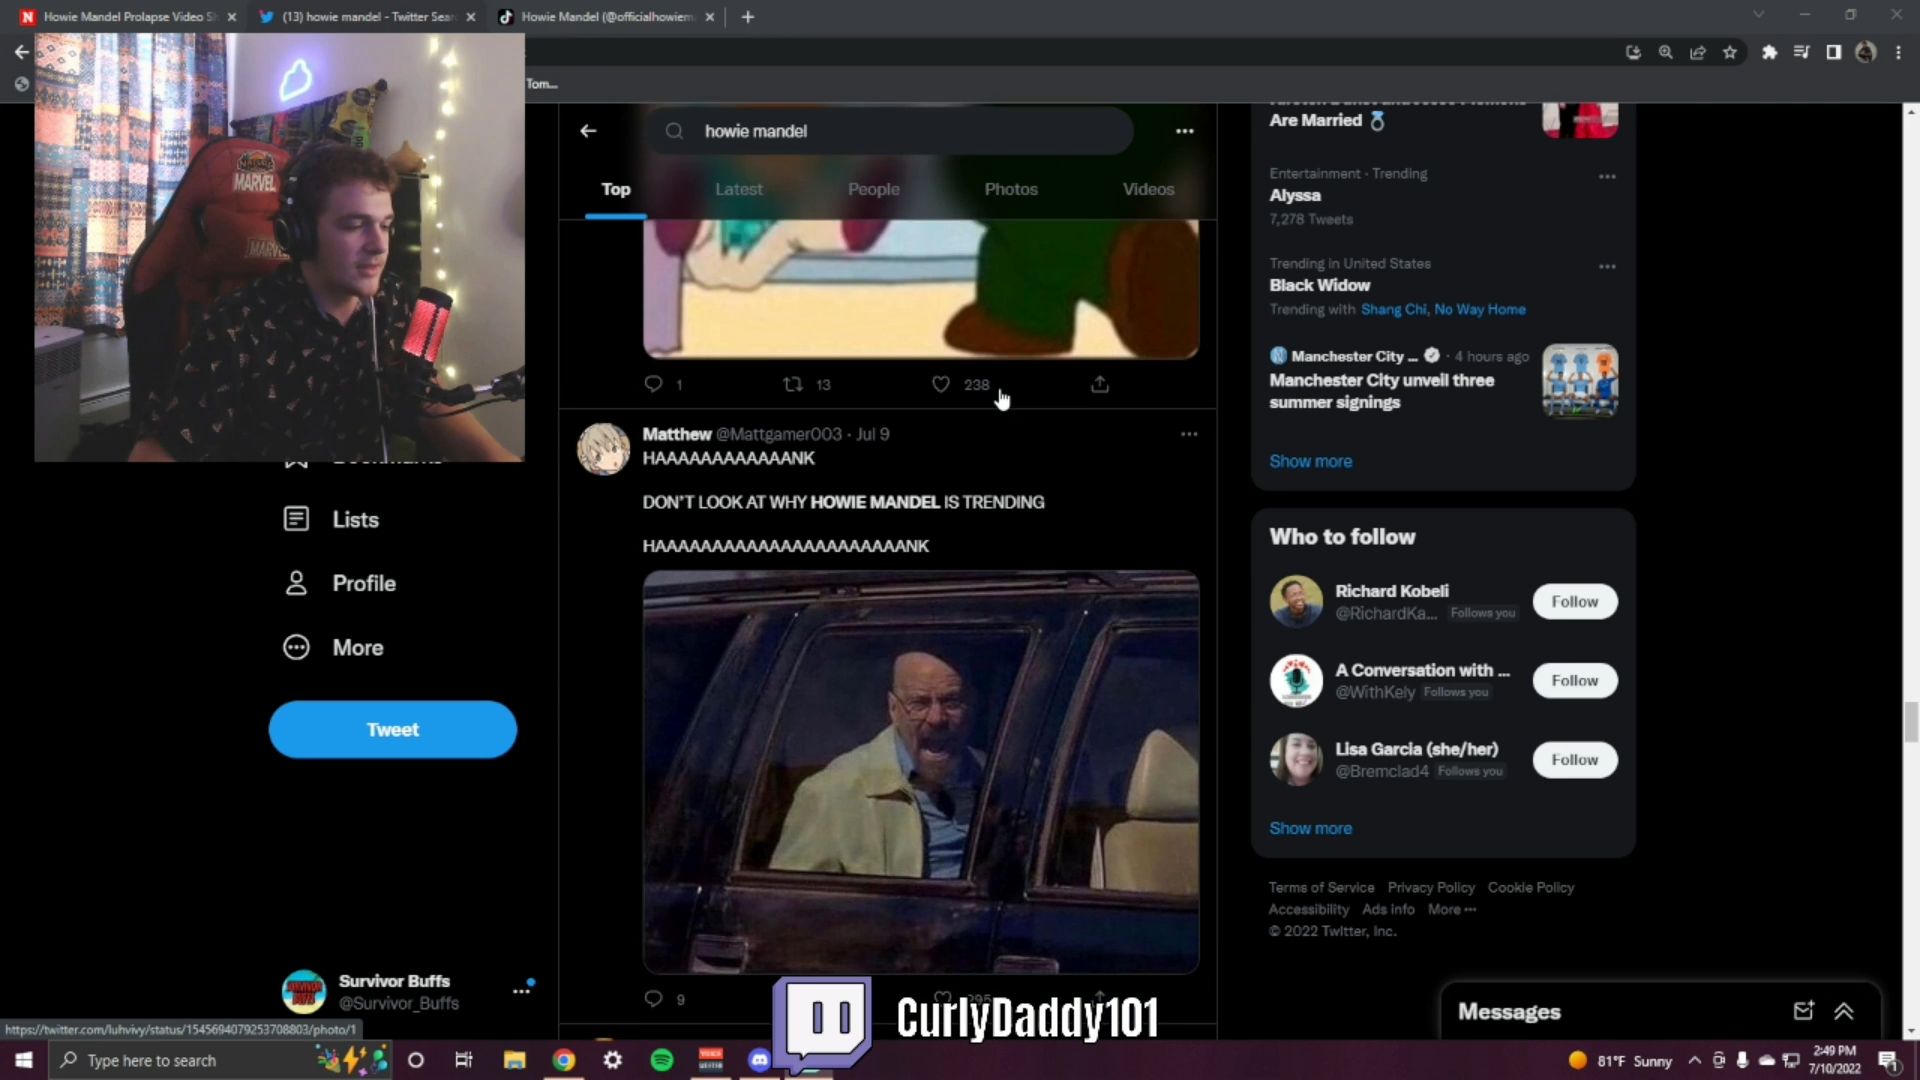 Howie Mandel Prolapse Video S
(13) howie mandel - Twitter Sear
Howie Mandel (@officialhowiem
Tom...
howie mandel
Top
Latest
People
Photos
Videos
MARVEL
1
13
238
Matthew @Mattgamer003 · Jul 9
HAAAAAAAAAAAANK
DON'T LOOK AT WHY HOWIE MANDEL IS TRENDING
HAAAAAAAAAAAAAAAAAAAAAANK
9
295
Lists
Profile
More
Tweet
Survivor Buffs
@Survivor_Buffs
https://twitter.com/luhvivy/status/1545694079253708803/photo/1
Are Married
Entertainment · Trending
Alyssa
7,278 Tweets
Trending in United States
Black Widow
Trending with Shang Chi, No Way Home
Manchester City ... · 4 hours ago
Manchester City unveil three
summer signings
Show more
Who to follow
Richard Kobeli
@RichardKa... Follows you
Follow
A Conversation with ...
@WithKely Follows you
Follow
Lisa Garcia (she/her)
@Bremclad4 Follows you
Follow
Show more
Terms of Service Privacy Policy Cookie Policy
Accessibility Ads info More ···
© 2022 Twitter, Inc.
Messages
CurlyDaddy101
Type here to search
81°F Sunny
2:49 PM
7/10/2022
1